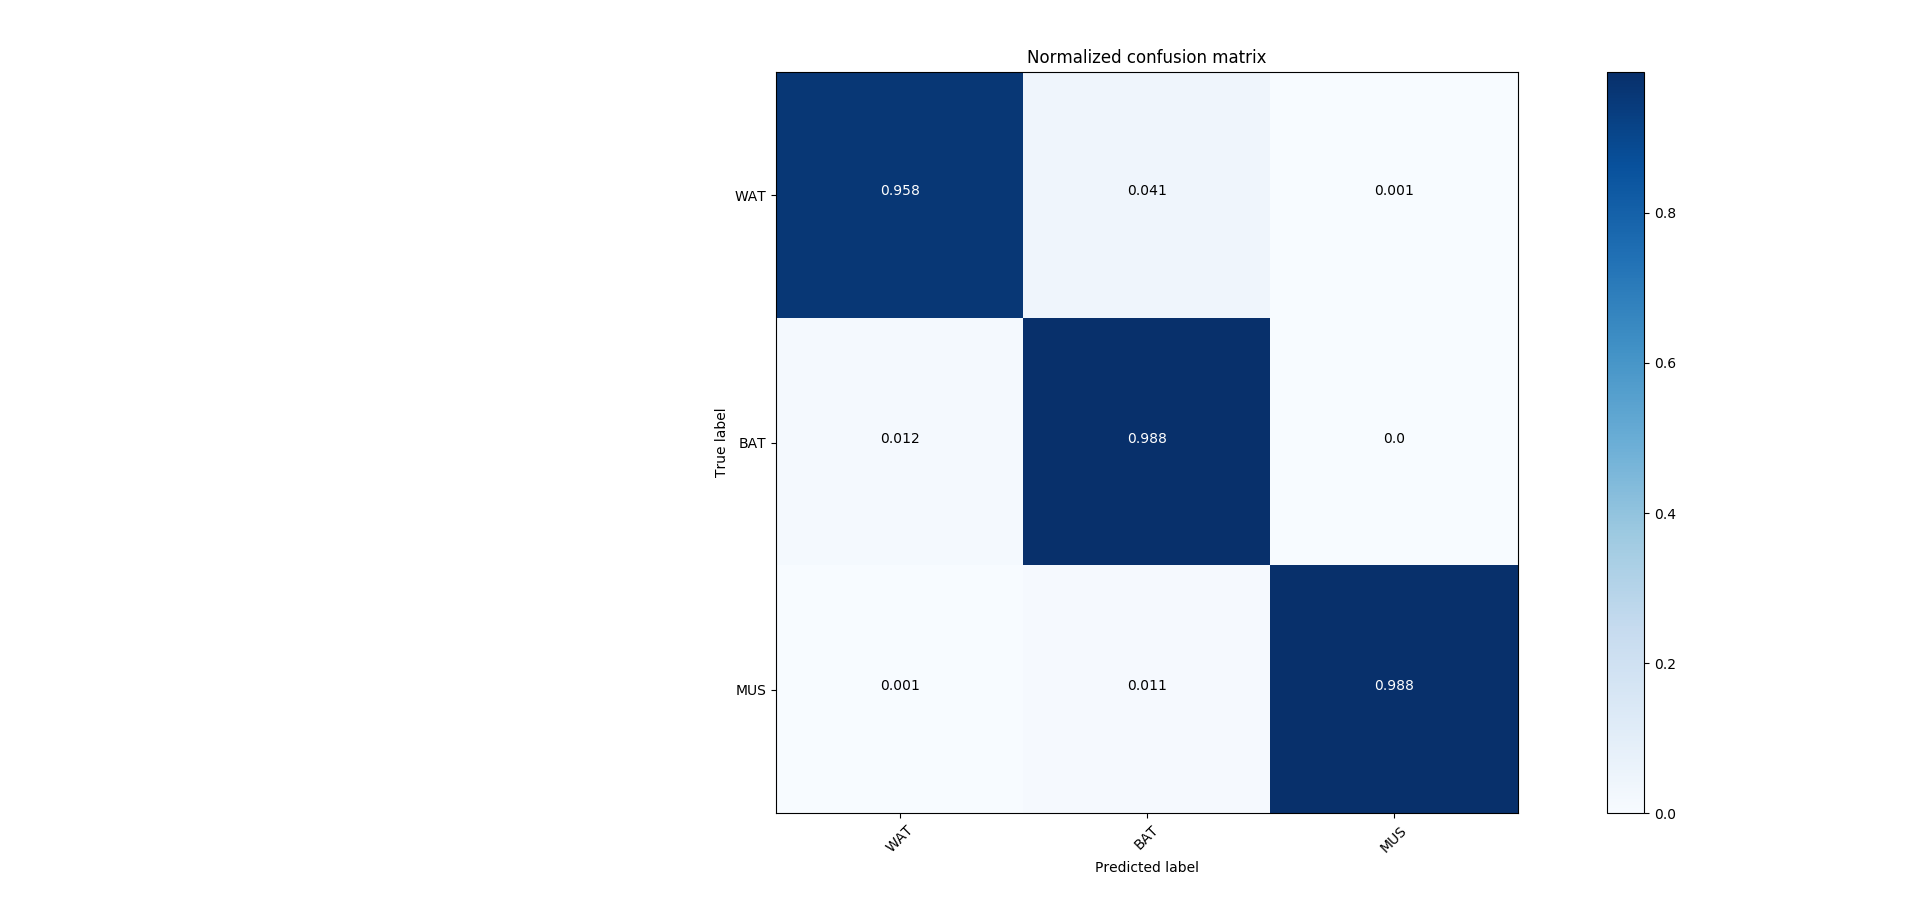 Normalized confusion matrix
True label
WAT 0.958 0.041 0.001
BAT 0.012 0.988 0.0
MUS 0.001 0.011 0.988
WAT BAT MUS
Predicted label
0.8
0.6
0.4
0.2
0.0